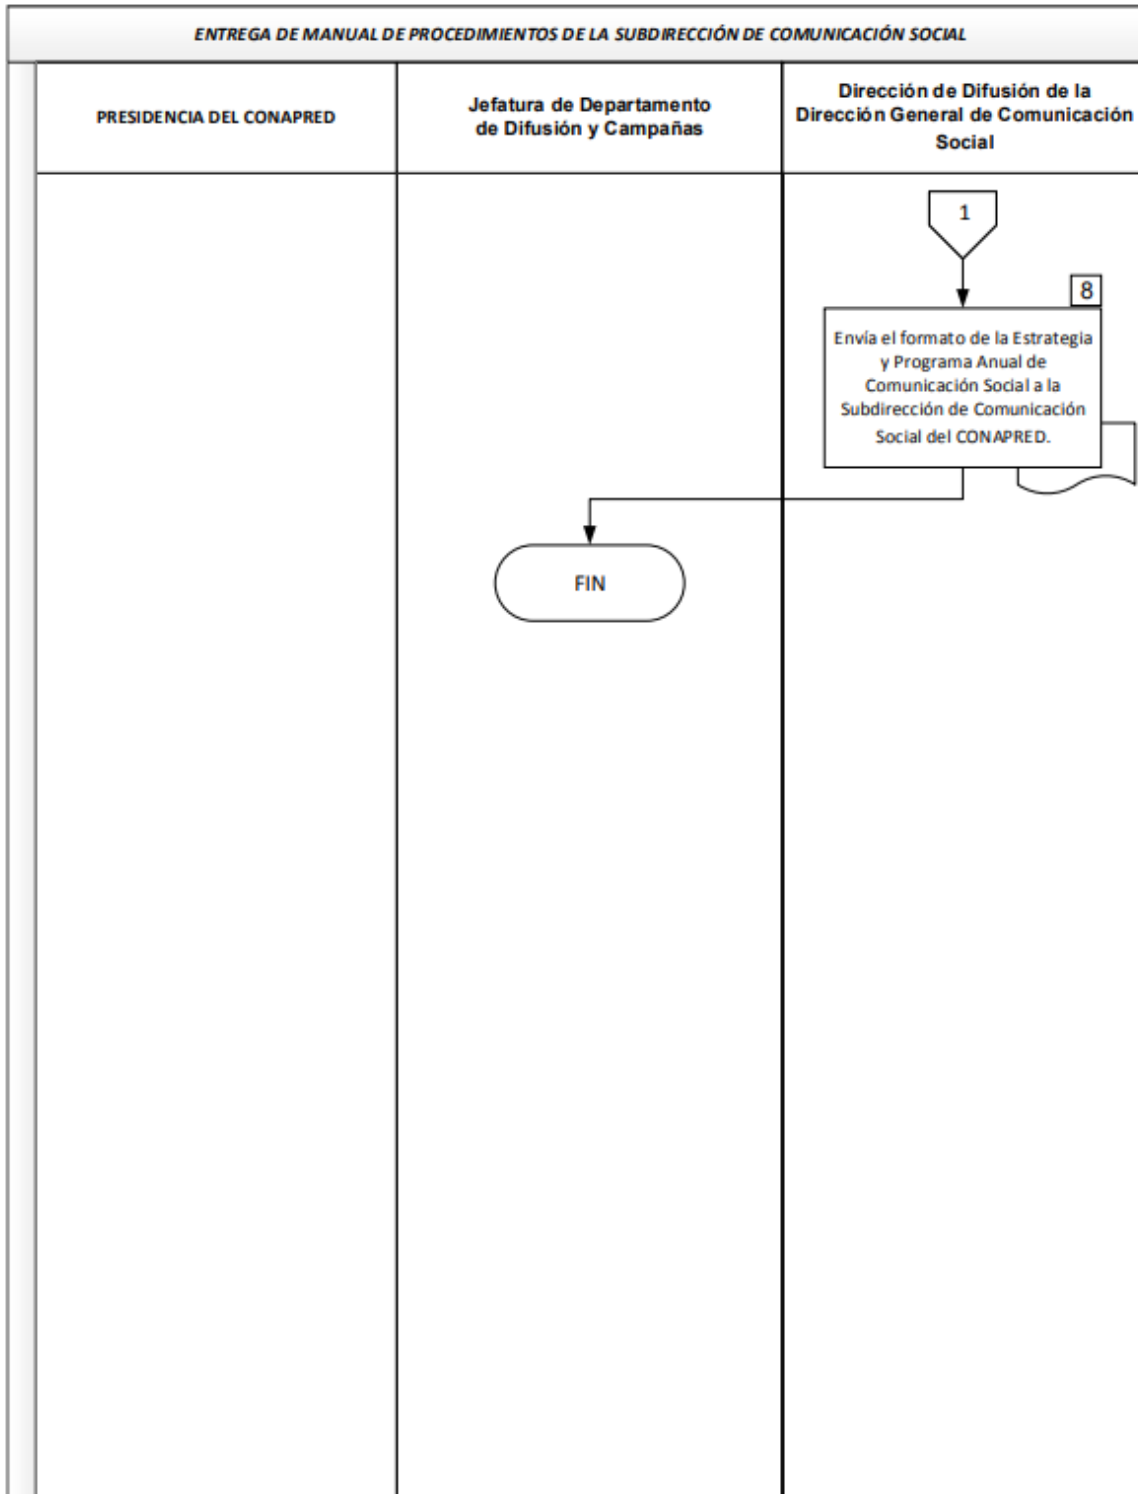 ENTREGA DE MANUAL DE PROCEDIMIENTOS DE LA SUBDIRECCIÓN DE COMUNICACIÓN SOCIAL
PRESIDENCIA DEL CONAPRED
Jefatura de Departamento
de Difusión y Campañas
Dirección de Difusión de la
Dirección General de Comunicación
Social
1
8
Envía el formato de la Estrategia
y Programa Anual de
Comunicación Social a la
Subdirección de Comunicación
Social del CONAPRED.
FIN